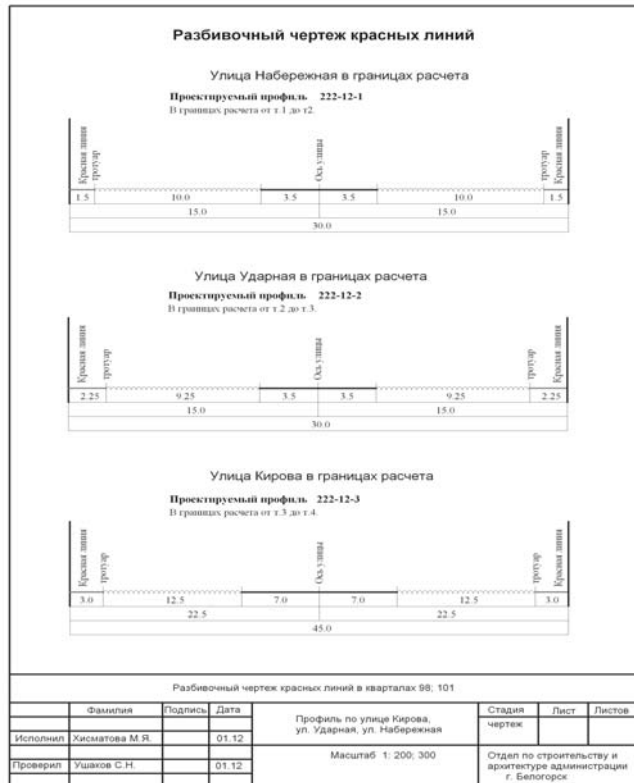 Разбивочный чертеж красных линий
Улица Набережная в границах расчета
Проектируемый профиль 222-12-1
В границах расчета от т.1 до т2.
Красная линия
тротуар
Ось улицы
тротуар
Красная линия
1.5 10.0 3.5 3.5 10.0 1.5
15.0 15.0
30.0
Улица Ударная в границах расчета
Проектируемый профиль 222-12-2
В границах расчета от т.2 до т.3.
Красная линия
тротуар
Ось улицы
тротуар
Красная линия
2.25 9.25 3.5 3.5 9.25 2.25
15.0 15.0
30.0
Улица Кирова в границах расчета
Проектируемый профиль 222-12-3
В границах расчета от т.3 до т.4.
Красная линия
тротуар
Ось улицы
тротуар
Красная линия
3.0 12.5 7.0 7.0 12.5 3.0
22.5 22.5
45.0
Разбивочный чертеж красных линий в кварталах 98; 101
Фамилия Подпись Дата
Исполнил Хисматова М.Я. 01.12
Проверил Ушаков С.Н. 01.12
Профиль по улице Кирова,
ул. Ударная, ул. Набережная
Масштаб 1: 200; 300
Стадия Лист Листов
чертеж
Отдел по строительству и
архитектуре администрации
г. Белогорск